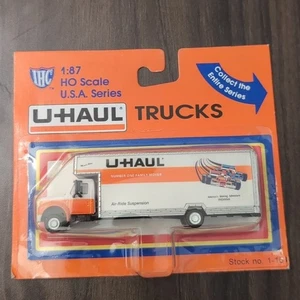 IHC
1:87
HO Scale
U.S.A. Series
Collect the
Entire Series
U-HAUL TRUCKS
U-HAUL
Air-Ride Suspension
Stock no.